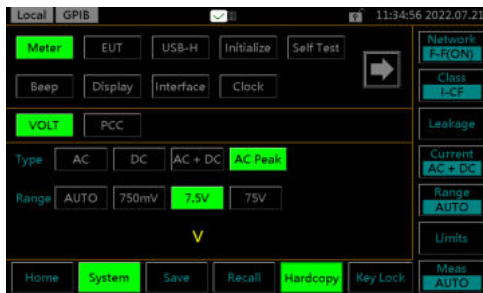 Local GPIB 11:34:56 2022.07.21
Meter EUT USB-H Initialize Self Test
Beep Display Interface Clock
VOLT PCC
Type AC DC AC + DC AC Peak
Range AUTO 750mV 7.5V 75V
V
Home System Save Recall Hardcopy Key Lock
Network
F-F(ON)
Class
I-CF
Leakage
Current
AC + DC
Range
AUTO
Limits
Meas
AUTO